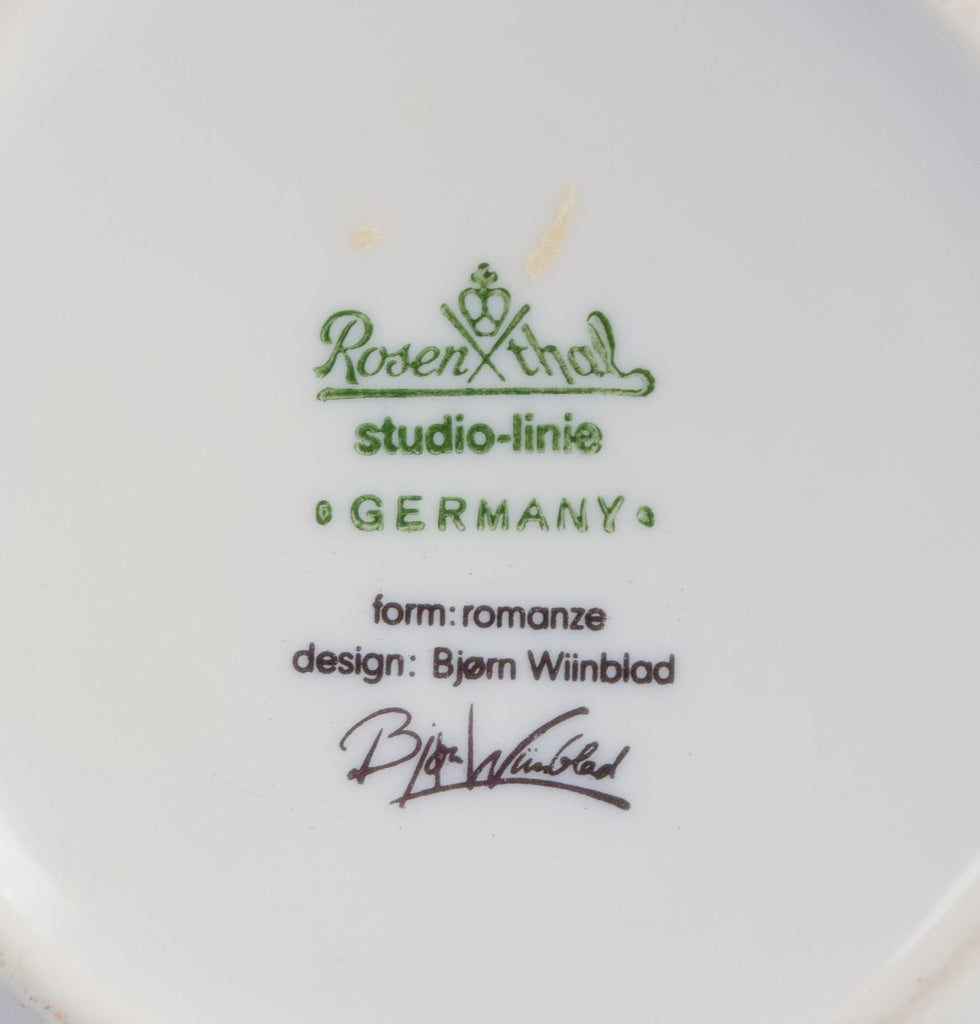 Rosenthal
studio-linie
• GERMANY •
form: romanze
design: Bjørn Wiinblad
Bjørn Wiinblad